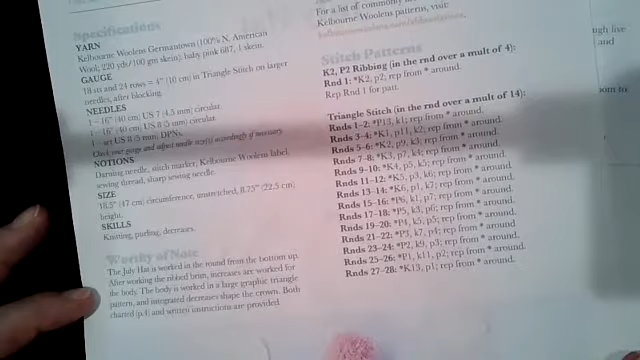 Specifications
YARN
Kelbourne Woolens Germantown (100% N. American
Wool; 220 yds/100 gm skein): baby pink 687, 1 skein.
GAUGE
18 sts and 24 rows = 4" (10 cm) in Triangle Stitch on larger
needles, after blocking.
NEEDLES
1 – 16" (40 cm) US 7 (4.5 mm) circular.
1 – 16" (40 cm) US 8 (5 mm) circular.
1 – set US 8 (5 mm) DPNs.
Check your gauge and adjust needle size(s) accordingly if necessary.
NOTIONS
Darning needle, stitch marker, Kelbourne Woolens label,
sewing thread, sharp sewing needle.
SIZE
18.5" (47 cm) circumference, unstretched, 8.75" (22.5 cm)
height.
SKILLS
Knitting, purling, decreases.
Worthy of Note
The July Hat is worked in the round from the bottom up.
After working the ribbed brim, increases are worked for
the body. The body is worked in a large graphic triangle
pattern, and integrated decreases shape the crown. Both
charted (p.4) and written instructions are provided.
For a list of commonly
Kelbourne Woolens patterns, visit:
Stitch Patterns
K2, P2 Ribbing (in the rnd over a mult of 4):
Rnd 1: *K2, p2; rep from * around.
Rep Rnd 1 for patt.
Triangle Stitch (in the rnd over a mult of 14):
Rnds 1–2: *P13, k1; rep from * around.
Rnds 3–4: *K1, p11, k2; rep from * around.
Rnds 5–6: *K2, p9, k3; rep from * around.
Rnds 7–8: *K3, p7, k4; rep from * around.
Rnds 9–10: *K4, p5, k5; rep from * around.
Rnds 11–12: *K5, p3, k6; rep from * around.
Rnds 13–14: *K6, p1, k7; rep from * around.
Rnds 15–16: *P6, k1, p7; rep from * around.
Rnds 17–18: *P5, k3, p6; rep from * around.
Rnds 19–20: *P4, k5, p5; rep from * around.
Rnds 21–22: *P3, k7, p4; rep from * around.
Rnds 23–24: *P2, k9, p3; rep from * around.
Rnds 25–26: *P1, k11, p2; rep from * around.
Rnds 27–28: *K13, p1; rep from * around.
and